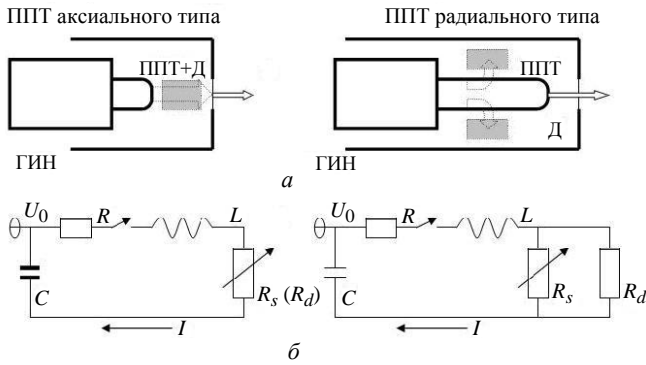 ППТ аксиального типа
ППТ радиального типа
ППТ+Д
ППТ
Д
ГИН
ГИН
а
U0
R
L
C
Rs (Rd)
I
U0
R
L
C
Rs
Rd
I
б